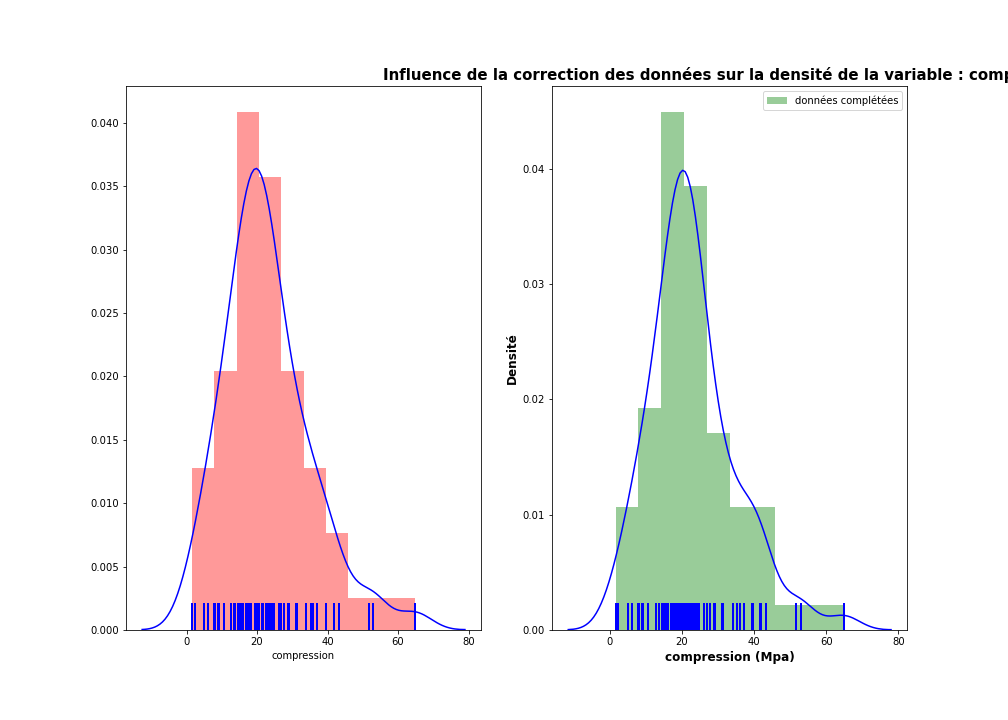 Influence de la correction des données sur la densité de la variable : comp
0.040
0.035
0.030
0.025
0.020
0.015
0.010
0.005
0.000
0 20 40 60 80
compression
données complétées
0.04
0.03
0.02
0.01
0.00
Densité
0 20 40 60 80
compression (Mpa)